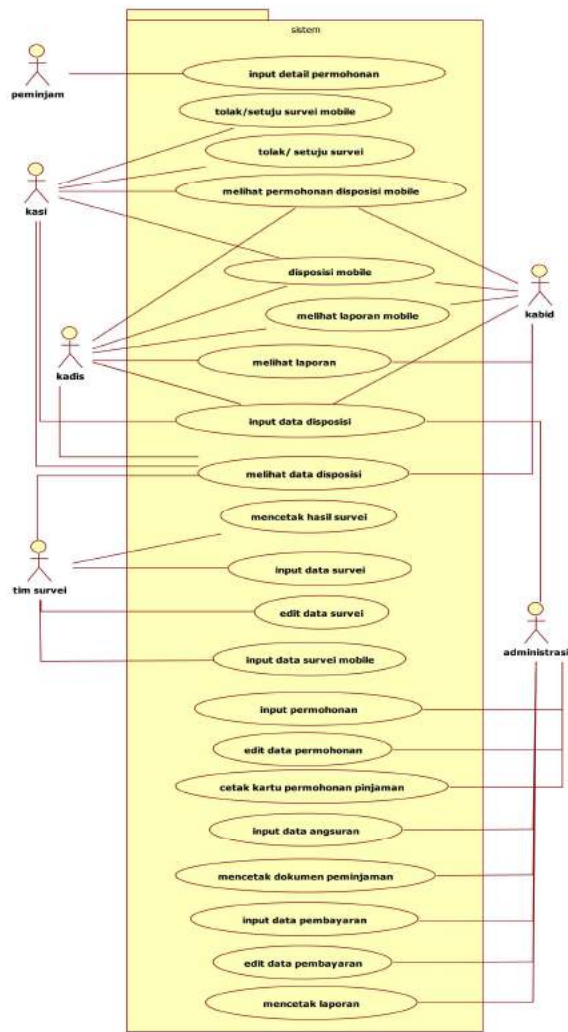 sistem
peminjam
input detail permohonan
tolak/setuju survei mobile
tolak/ setuju survei
kasi
melihat permohonan disposisi mobile
disposisi mobile
kabid
melihat laporan mobile
kadis
melihat laporan
input data disposisi
melihat data disposisi
mencetak hasil survei
tim survei
input data survei
edit data survei
administrasi
input data survei mobile
input permohonan
edit data permohonan
cetak kartu permohonan pinjaman
input data angsuran
mencetak dokumen peminjaman
input data pembayaran
edit data pembayaran
mencetak laporan